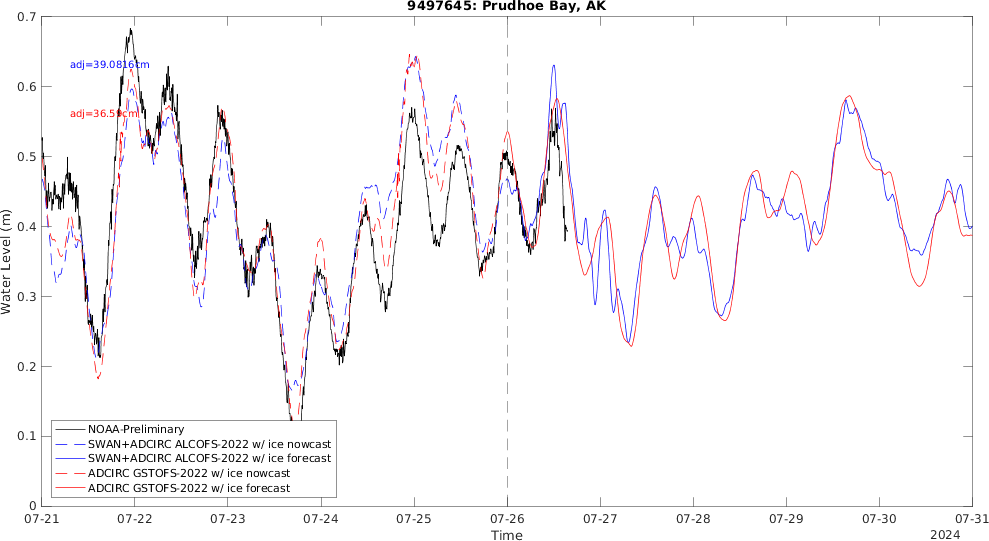 9497645: Prudhoe Bay, AK
0.7
0.6
0.5
0.4
0.3
0.2
0.1
0
Water Level (m)
adj=39.0816cm
adj=36.59cm
NOAA-Preliminary
SWAN+ADCIRC ALCOFS-2022 w/ ice nowcast
SWAN+ADCIRC ALCOFS-2022 w/ ice forecast
ADCIRC GSTOFS-2022 w/ ice nowcast
ADCIRC GSTOFS-2022 w/ ice forecast
07-21 07-22 07-23 07-24 07-25 07-26 07-27 07-28 07-29 07-30 07-31
Time
2024